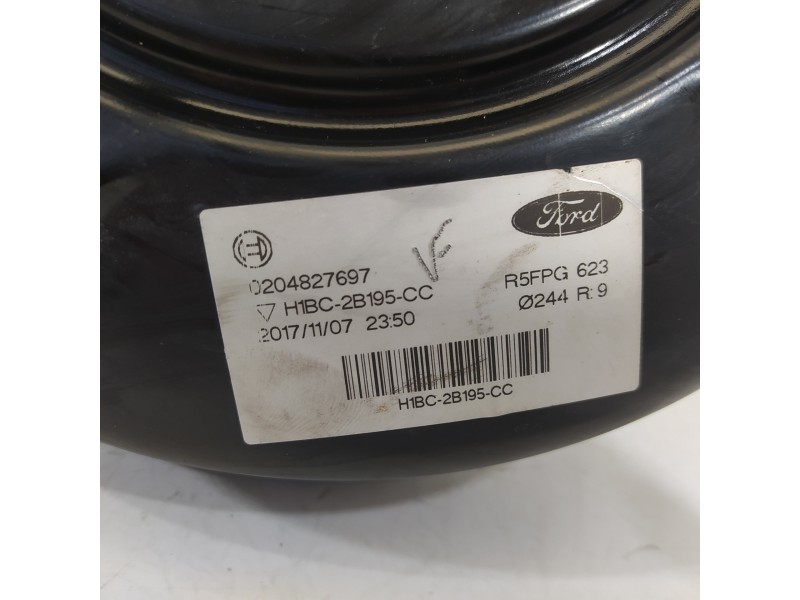 Ford
0204827697
H1BC-2B195-CC
2017/11/07 23:50
R5FPG 623
Ø244 R:9
H1BC-2B195-CC